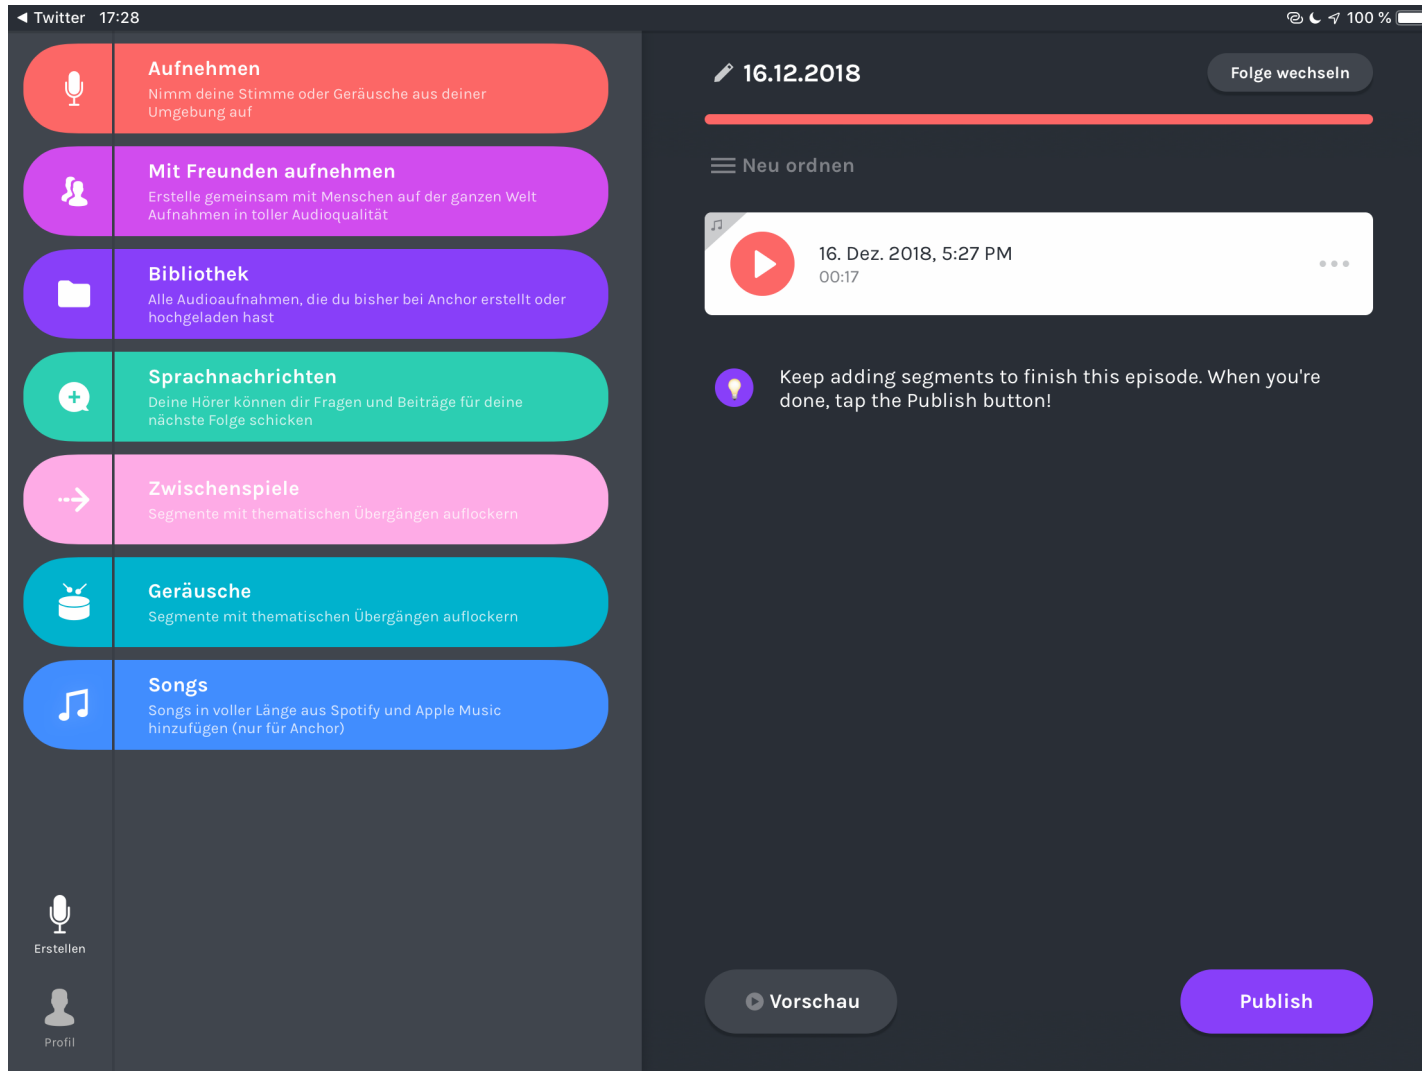 ◀ Twitter 17:28
100 %
Aufnehmen
Nimm deine Stimme oder Geräusche aus deiner
Umgebung auf
Mit Freunden aufnehmen
Erstelle gemeinsam mit Menschen auf der ganzen Welt
Aufnahmen in toller Audioqualität
Bibliothek
Alle Audioaufnahmen, die du bisher bei Anchor erstellt oder
hochgeladen hast
Sprachnachrichten
Deine Hörer können dir Fragen und Beiträge für deine
nächste Folge schicken
Zwischenspiele
Segmente mit thematischen Übergängen auflockern
Geräusche
Segmente mit thematischen Übergängen auflockern
Songs
Songs in voller Länge aus Spotify und Apple Music
hinzufügen (nur für Anchor)
Erstellen
Profil
16.12.2018
Folge wechseln
Neu ordnen
16. Dez. 2018, 5:27 PM
00:17
Keep adding segments to finish this episode. When you're
done, tap the Publish button!
Vorschau
Publish